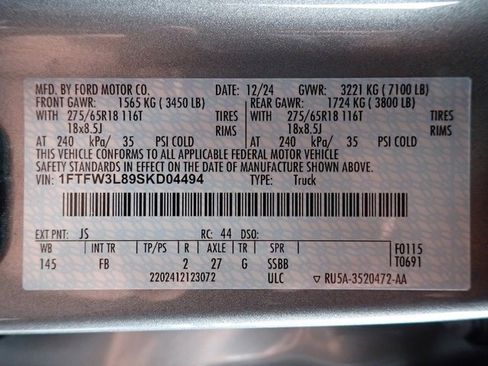 MFD. BY FORD MOTOR CO. DATE: 12/24 GVWR: 3221 KG ( 7100 LB)
FRONT GAWR: 1565 KG ( 3450 LB) REAR GAWR: 1724 KG ( 3800 LB)
WITH 275/65R18 116T TIRES WITH 275/65R18 116T TIRES
18x8.5J RIMS 18x8.5J RIMS
AT 240 kPa/ 35 PSI COLD AT 240 kPa/ 35 PSI COLD
THIS VEHICLE CONFORMS TO ALL APPLICABLE FEDERAL MOTOR VEHICLE
SAFETY STANDARDS IN EFFECT ON THE DATE OF MANUFACTURE SHOWN ABOVE.
VIN: 1FTFW3L89SKD04494 TYPE: Truck
EXT PNT: JS RC: 44 DSO:
WB INT TR TP/PS R AXLE TR SPR F0115
145 FB 2 27 G SSBB T0691
2202412123072 ULC ▽ RU5A-3520472-AA